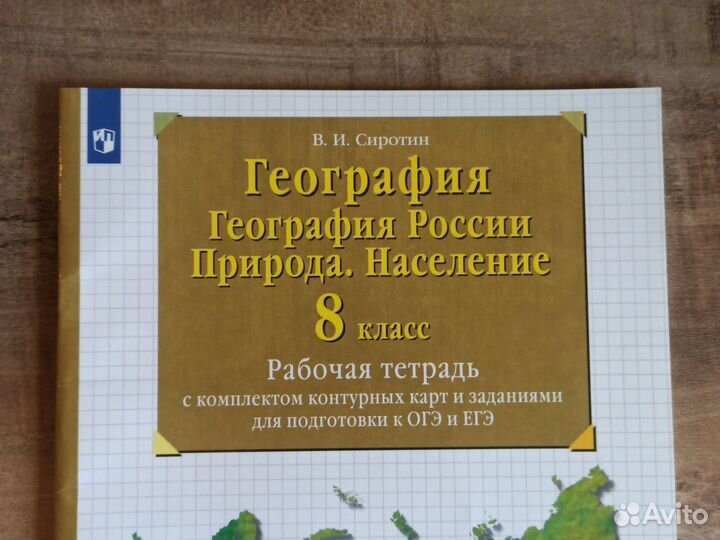 ИП
В. И. Сиротин
География
География России
Природа. Население
8 класс
Рабочая тетрадь
с комплектом контурных карт и заданиями
для подготовки к ОГЭ и ЕГЭ
Avito